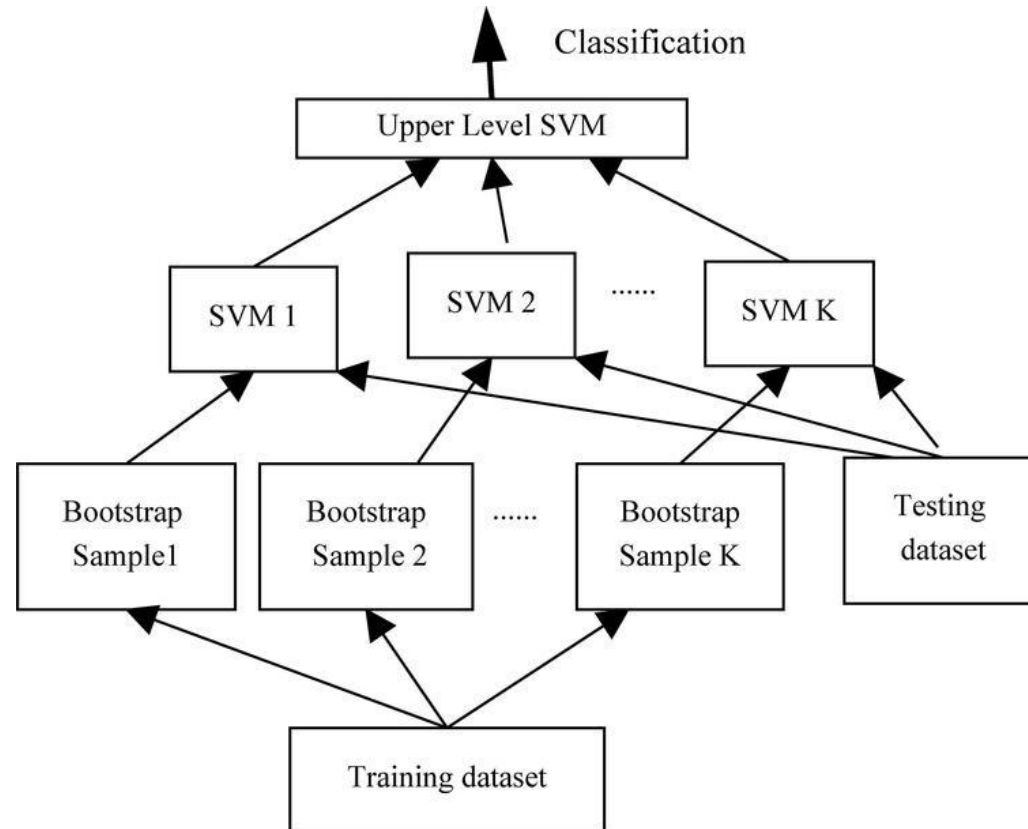 Classification
Upper Level SVM
SVM 1
SVM 2
......
SVM K
Bootstrap
Sample1
Bootstrap
Sample 2
......
Bootstrap
Sample K
Testing
dataset
Training dataset